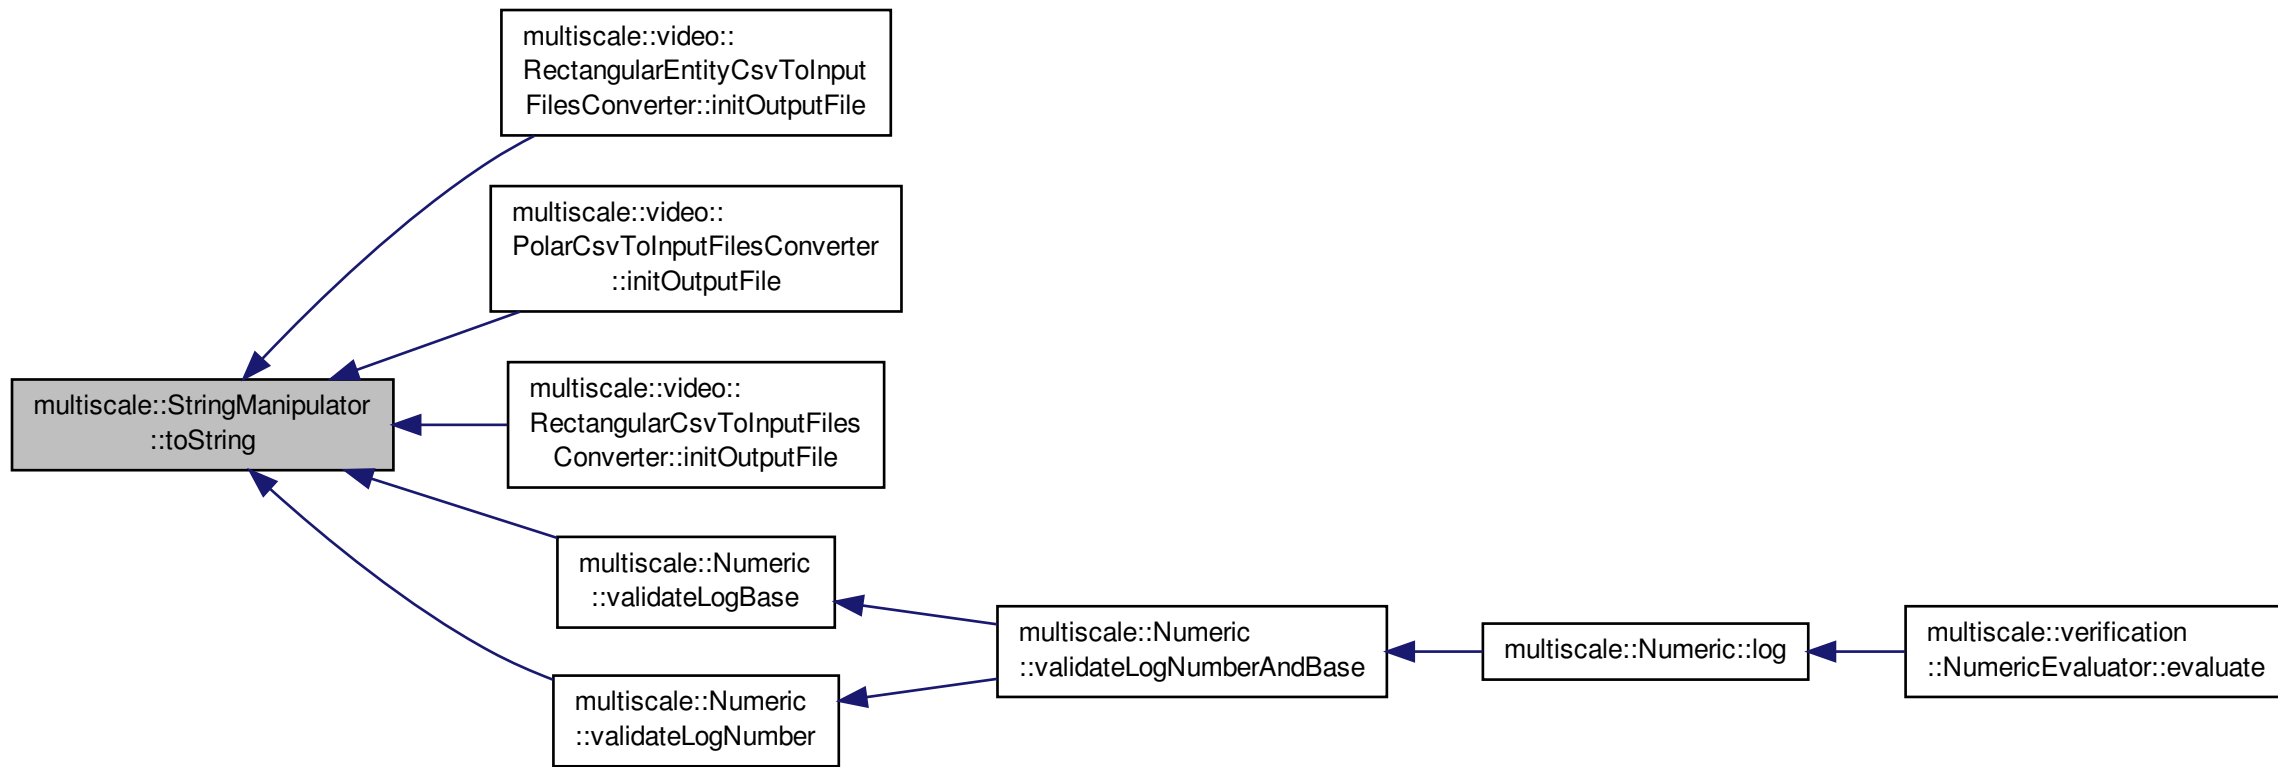 multiscale::video::
RectangularEntityCsvToInput
FilesConverter::initOutputFile
multiscale::video::
PolarCsvToInputFilesConverter
::initOutputFile
multiscale::StringManipulator
::toString
multiscale::video::
RectangularCsvToInputFiles
Converter::initOutputFile
multiscale::Numeric
::validateLogBase
multiscale::Numeric
::validateLogNumber
multiscale::Numeric
::validateLogNumberAndBase
multiscale::Numeric::log
multiscale::verification
::NumericEvaluator::evaluate